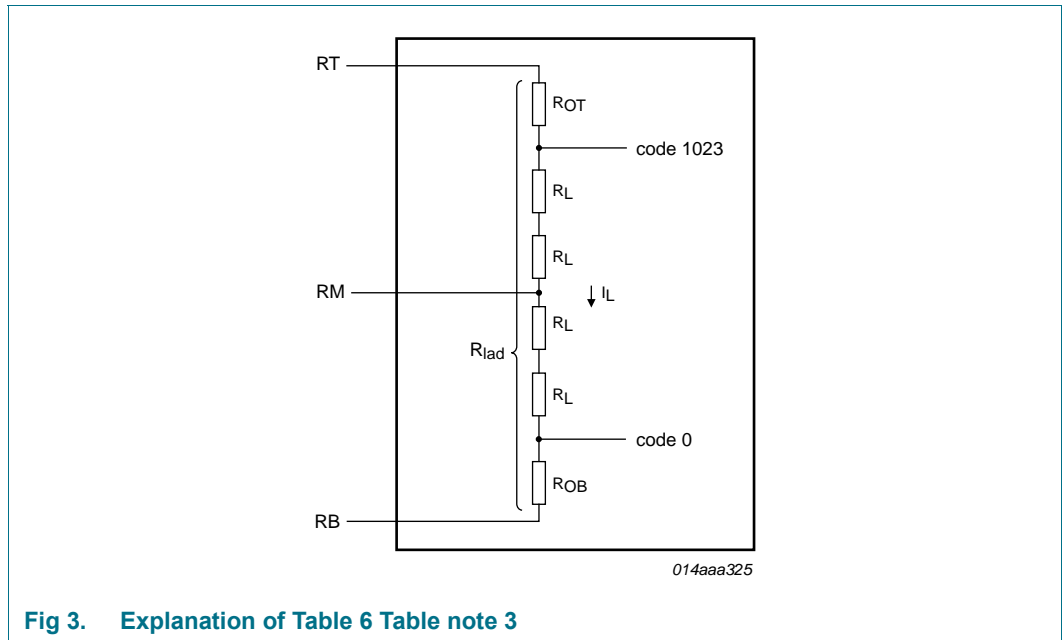 RT
ROT
code 1023
RL
RL
RM
IL
RL
Rlad
RL
code 0
ROB
RB
014aaa325
Fig 3. Explanation of Table 6 Table note 3